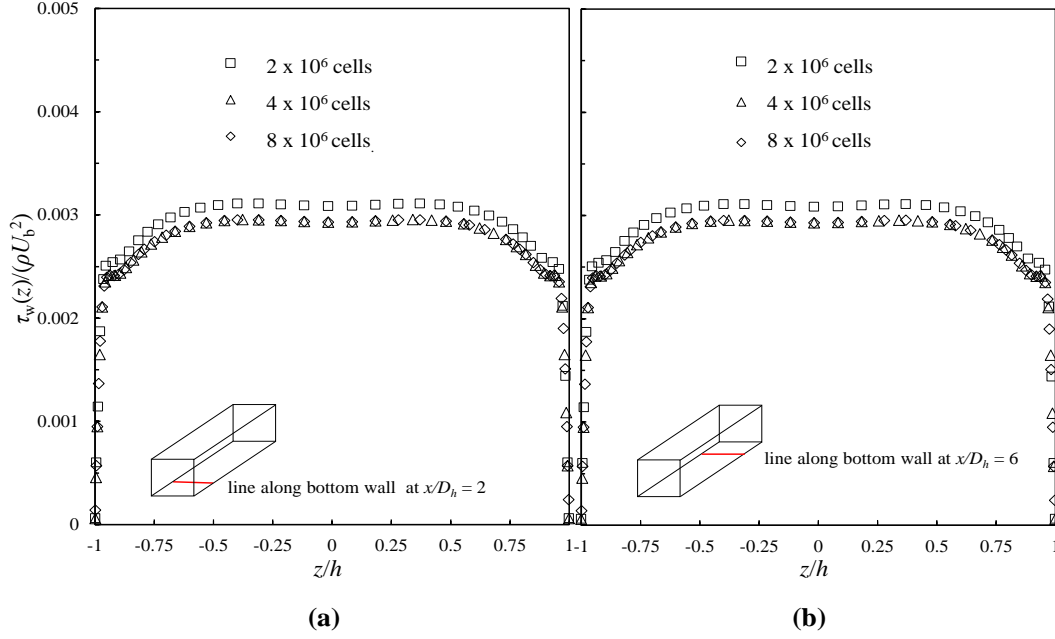 0.005
0.004
0.003
0.002
0.001
0
τw(z)/(ρUb²)
□ 2 x 10⁶ cells
△ 4 x 10⁶ cells
◇ 8 x 10⁶ cells.
line along bottom wall at x/Dh = 2
-1 -0.75 -0.5 -0.25 0 0.25 0.5 0.75 1
z/h
(a)
□ 2 x 10⁶ cells
△ 4 x 10⁶ cells
◇ 8 x 10⁶ cells
line along bottom wall at x/Dh = 6
-1 -0.75 -0.5 -0.25 0 0.25 0.5 0.75 1
z/h
(b)